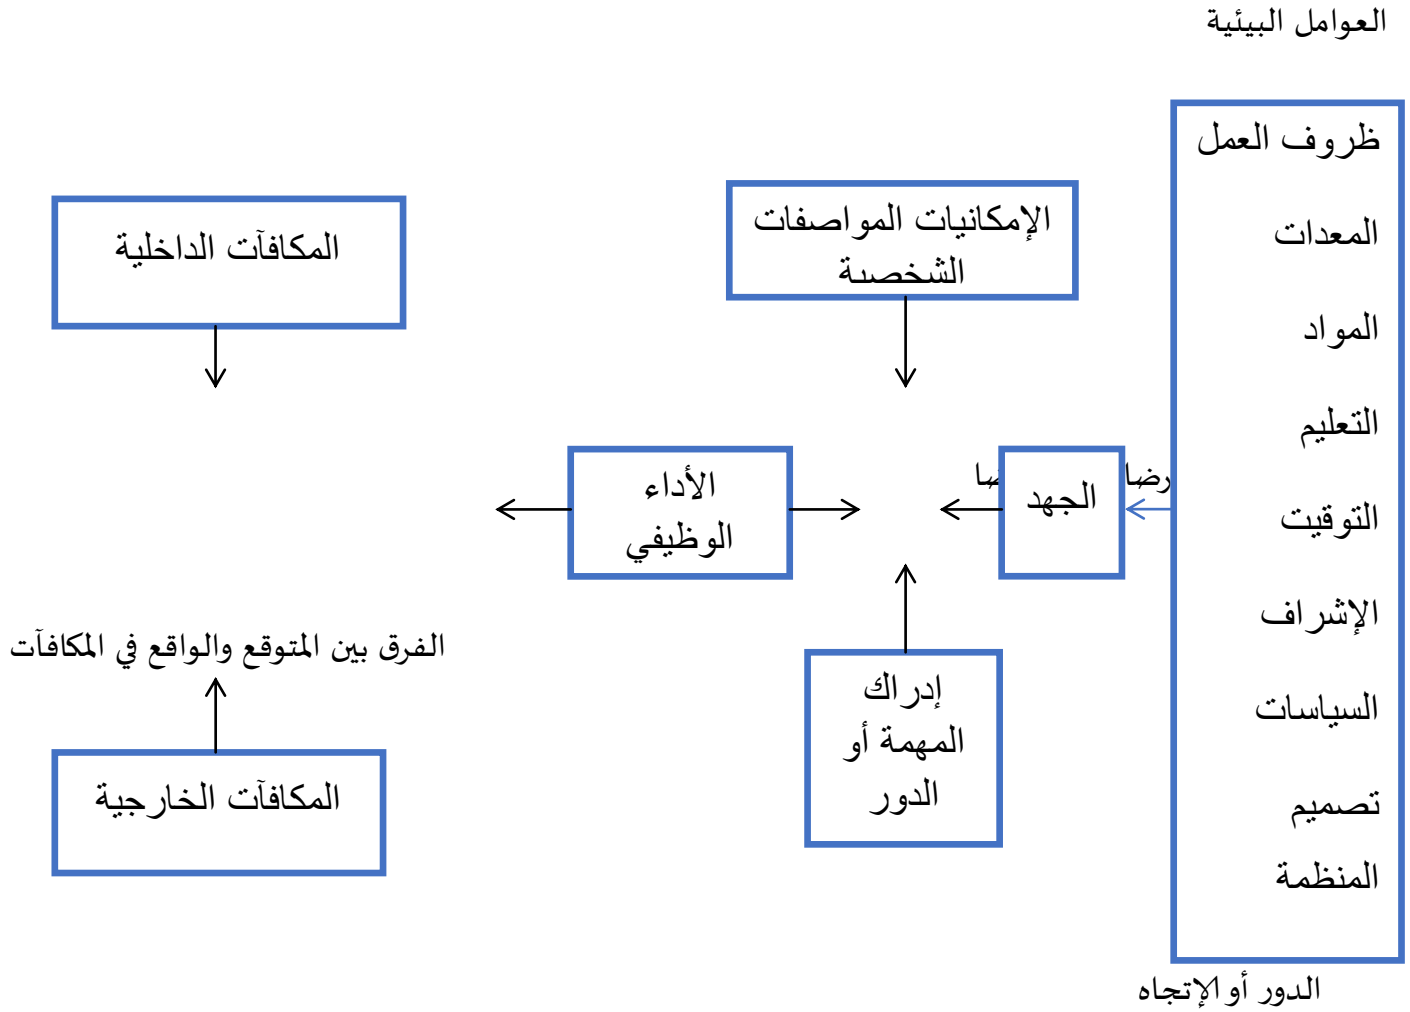 العوامل البيئية
ظروف العمل
المعدات
المواد
التعليم
التوقيت
الإشراف
السياسات
تصميم
المنظمة
الدور أو الإتجاه
رضا
الجهد
الإمكانيات المواصفات
الشخصية
إدراك
المهمة أو
الدور
الأداء
الوظيفي
المكافآت الداخلية
الفرق بين المتوقع والواقع في المكافآت
المكافآت الخارجية